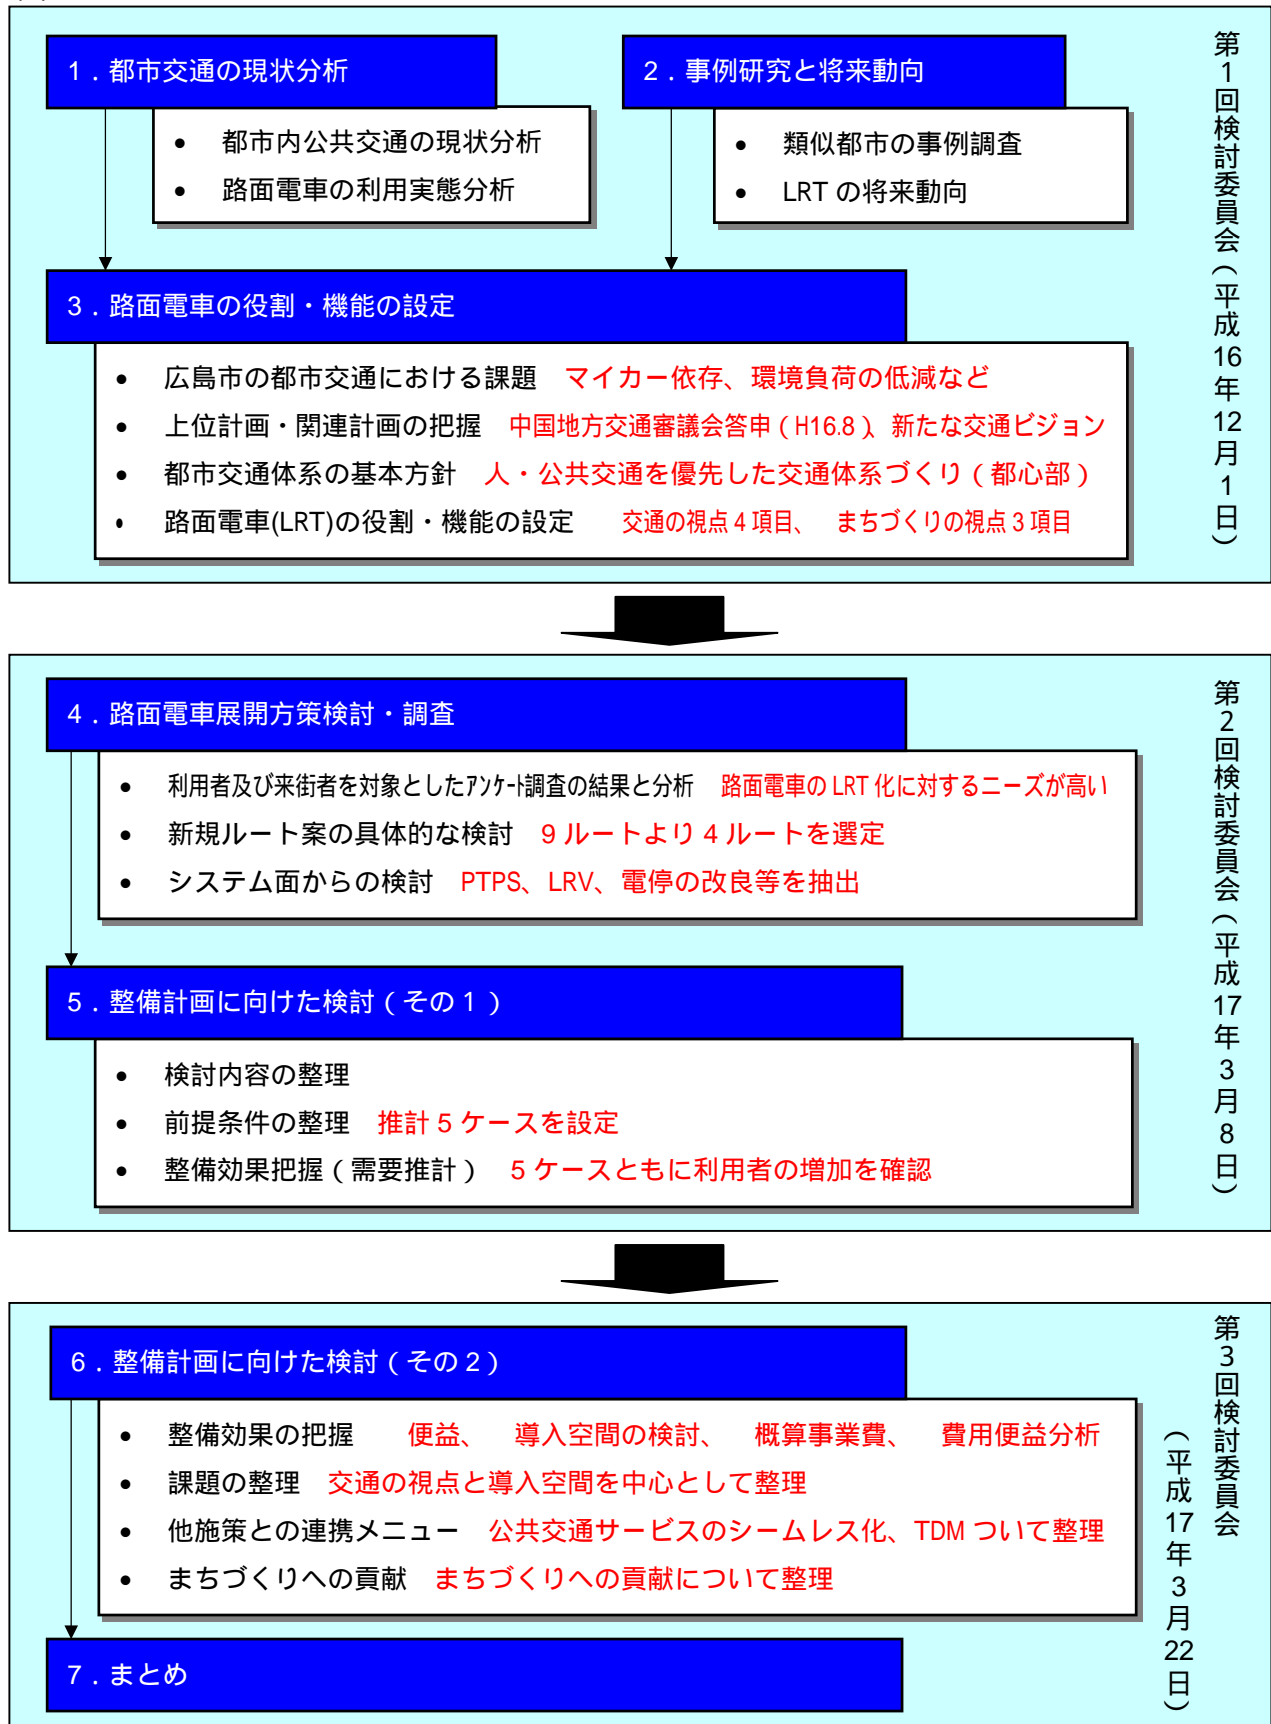 1．都市交通の現状分析
• 都市内公共交通の現状分析
• 路面電車の利用実態分析
2．事例研究と将来動向
• 類似都市の事例調査
• LRT の将来動向
3．路面電車の役割・機能の設定
• 広島市の都市交通における課題　マイカー依存、環境負荷の低減など
• 上位計画・関連計画の把握　中国地方交通審議会答申（H16.8）、新たな交通ビジョン
• 都市交通体系の基本方針　人・公共交通を優先した交通体系づくり（都心部）
• 路面電車(LRT)の役割・機能の設定　交通の視点４項目、　まちづくりの視点３項目
第1回検討委員会（平成16年12月1日）
4．路面電車展開方策検討・調査
• 利用者及び来街者を対象としたｱﾝｹｰﾄ調査の結果と分析　路面電車の LRT 化に対するニーズが高い
• 新規ルート案の具体的な検討　9 ルートより 4 ルートを選定
• システム面からの検討　PTPS、LRV、電停の改良等を抽出
5．整備計画に向けた検討（その１）
• 検討内容の整理
• 前提条件の整理　推計 5 ケースを設定
• 整備効果把握（需要推計）　5 ケースともに利用者の増加を確認
第2回検討委員会（平成17年3月8日）
6．整備計画に向けた検討（その２）
• 整備効果の把握　便益、　導入空間の検討、　概算事業費、　費用便益分析
• 課題の整理　交通の視点と導入空間を中心として整理
• 他施策との連携メニュー　公共交通サービスのシームレス化、TDM ついて整理
• まちづくりへの貢献　まちづくりへの貢献について整理
7．まとめ
第3回検討委員会
（平成17年3月22日）